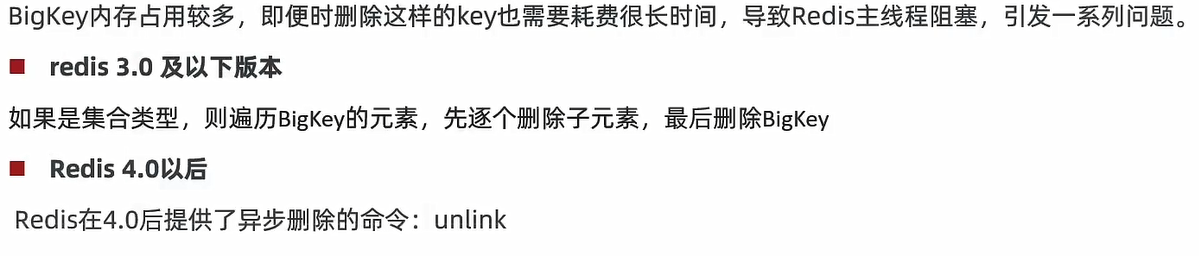 BigKey内存占用较多，即便时删除这样的key也需要耗费很长时间，导致Redis主线程阻塞，引发一系列问题。
redis 3.0 及以下版本
如果是集合类型，则遍历BigKey的元素，先逐个删除子元素，最后删除BigKey
Redis 4.0以后
Redis在4.0后提供了异步删除的命令：unlink